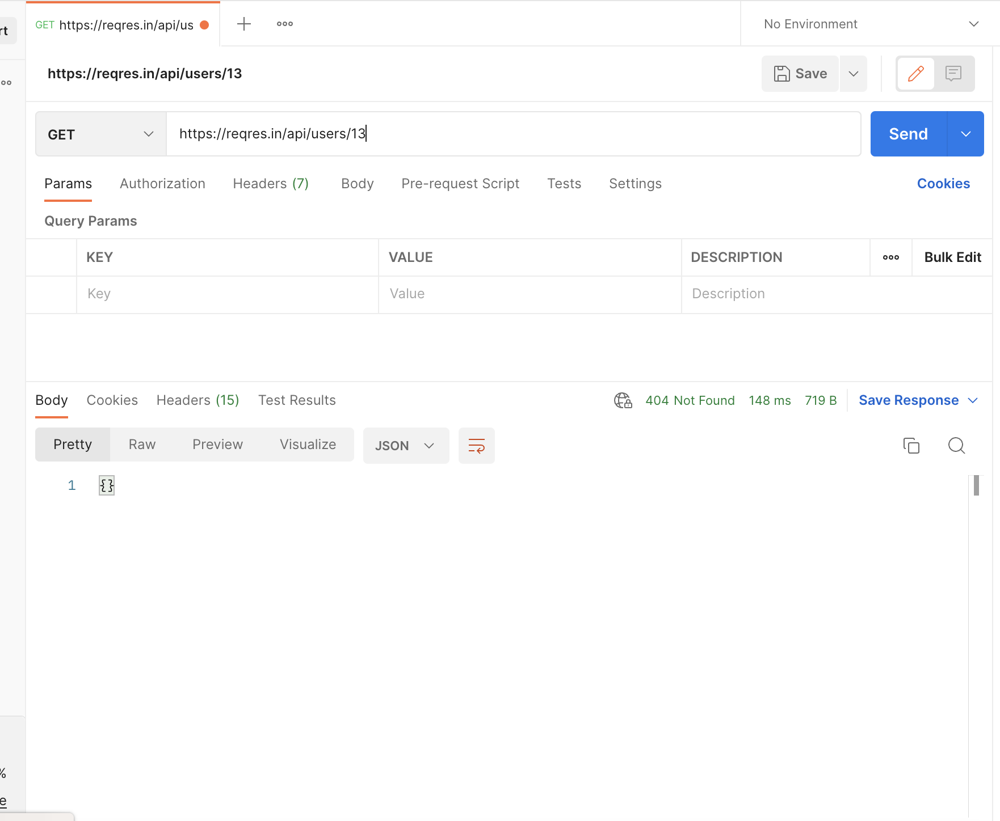 rt
GET https://reqres.in/api/us
No Environment
https://reqres.in/api/users/13
Save
GET https://reqres.in/api/users/13 Send
Params Authorization Headers (7) Body Pre-request Script Tests Settings Cookies
Query Params
KEY VALUE DESCRIPTION Bulk Edit
Key Value Description
Body Cookies Headers (15) Test Results 404 Not Found 148 ms 719 B Save Response
Pretty Raw Preview Visualize JSON
1 {}
%
e